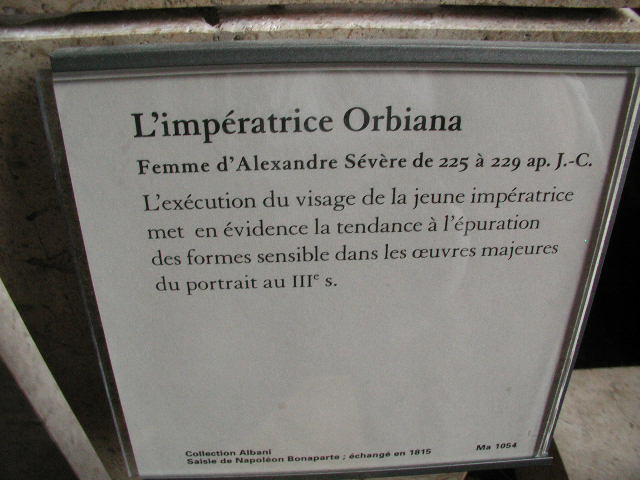 L'impératrice Orbiana
Femme d'Alexandre Sévère de 225 à 229 ap. J.-C.
L'exécution du visage de la jeune impératrice
met en évidence la tendance à l'épuration
des formes sensible dans les œuvres majeures
du portrait au IIIe s.
Collection Albani
Saisie de Napoléon Bonaparte ; échangé en 1815
Ma 1054